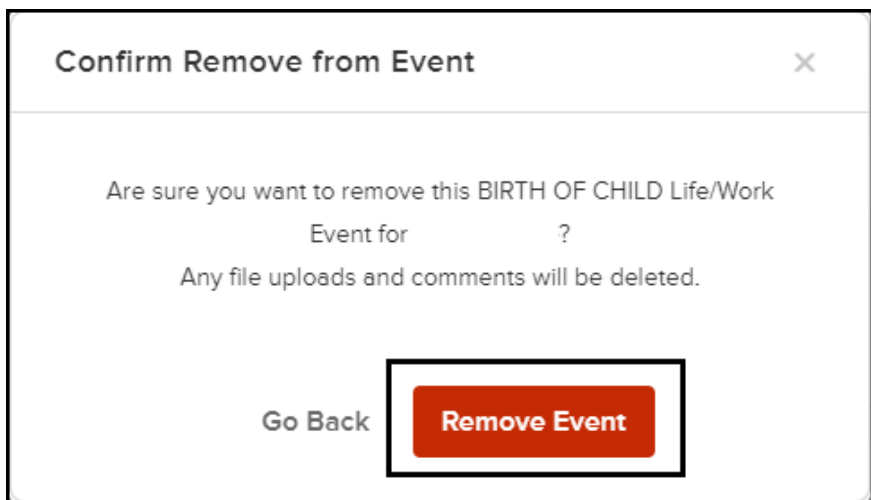 Confirm Remove from Event
×
Are sure you want to remove this BIRTH OF CHILD Life/Work
Event for ?
Any file uploads and comments will be deleted.
Go Back Remove Event